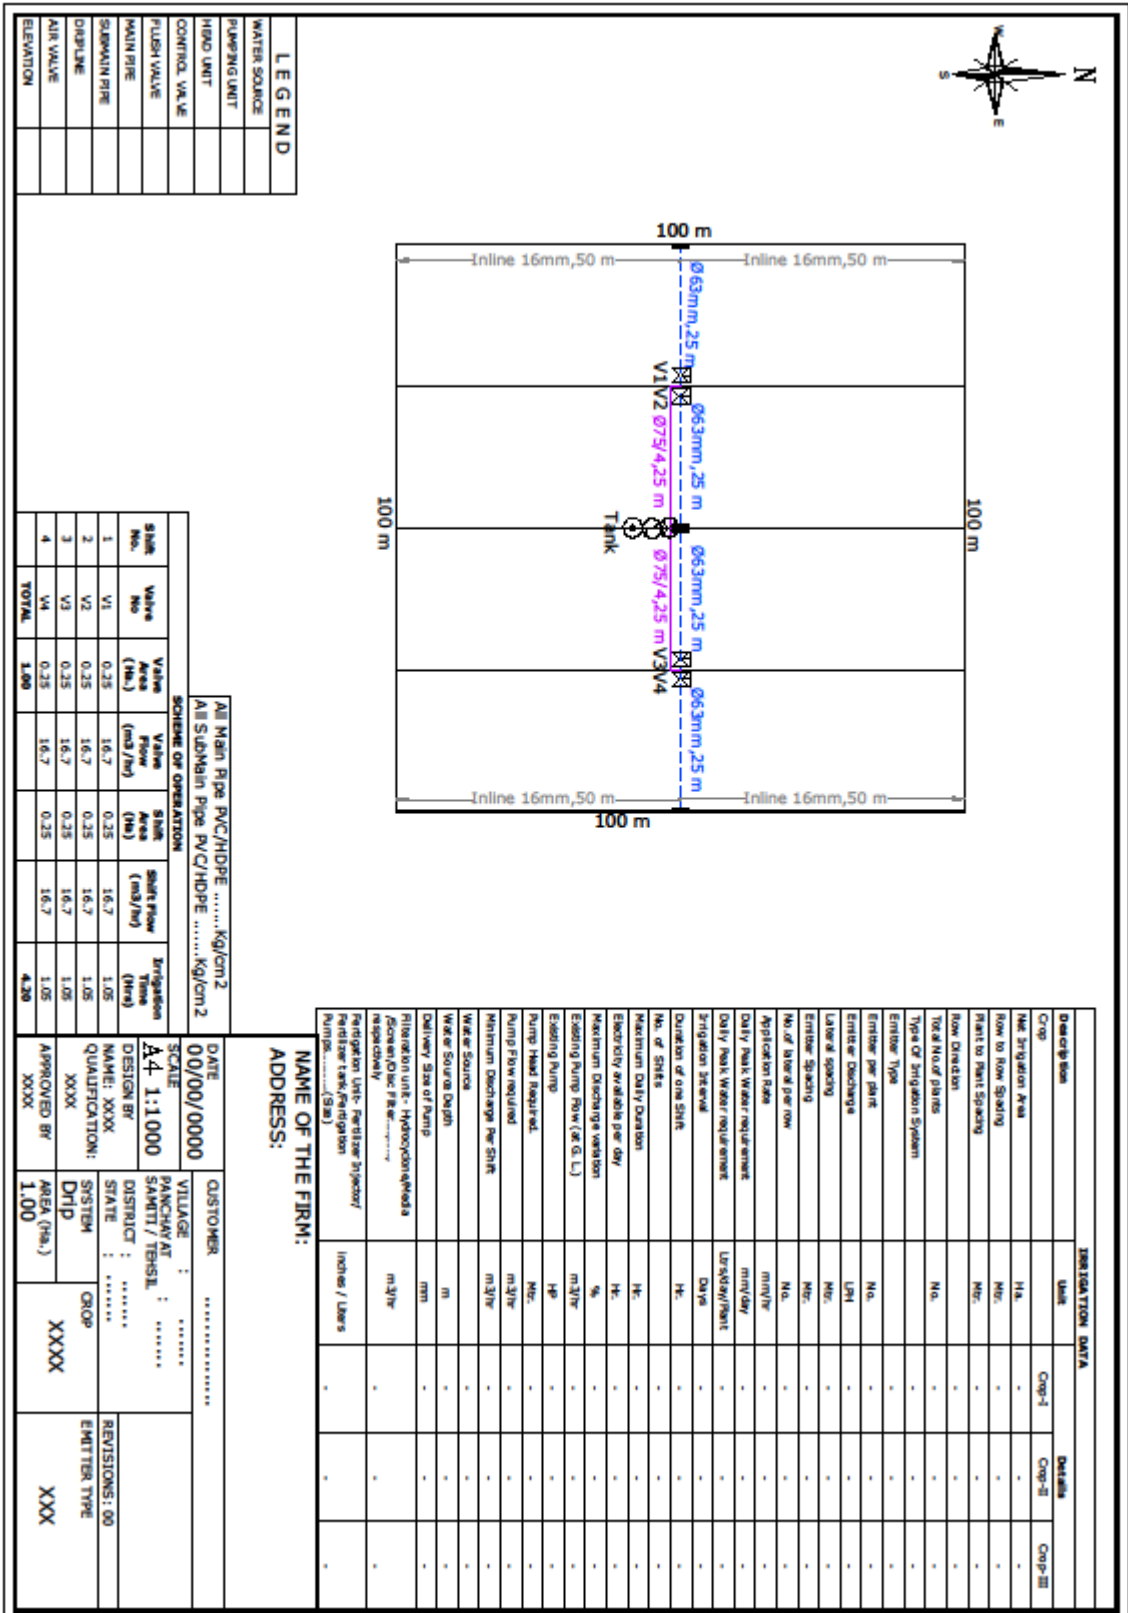 N
W
E
S
L E G E N D
WATER SOURCE
PUMPING UNIT
HEAD UNIT
CONTROL VALVE
FLUSH VALVE
MAIN PIPE
SUBMAIN PIPE
DRIPLINE
AIR VALVE
ELEVATION
100 m
100 m
100 m
100 m
Inline 16mm,50 m
Inline 16mm,50 m
Inline 16mm,50 m
Inline 16mm,50 m
Ø63mm,25 m
Ø63mm,25 m
Ø63mm,25 m
Ø63mm,25 m
V1
V2
Ø75/4,25 m
Ø75/4,25 m
V3
V4
Tank
All Main Pipe PVC/HDPE .......Kg/cm2
All SubMain Pipe PVC/HDPE .......Kg/cm2
SCHEME OF OPERATION
Shift No. Valve No Valve Area (Ha.) Valve Flow (m3/hr) Shift Area (Ha) Shift Flow (m3/hr) Irrigation Time (Hrs)
1 V1 0.25 16.7 0.25 16.7 1.05
2 V2 0.25 16.7 0.25 16.7 1.05
3 V3 0.25 16.7 0.25 16.7 1.05
4 V4 0.25 16.7 0.25 16.7 1.05
TOTAL 1.00 4.20
IRRIGATION DATA
Description Unit Details
Crop Crop-I Crop-II Crop-III
Net Irrigation Area Ha. - - -
Row to Row Spacing Mtr. - - -
Plant to Plant Spacing Mtr. - - -
Row Direction - - -
Total No.of plants No. - - -
Type Of Irrigation System - - -
Emitter Type - - -
Emitter per plant No. - - -
Emitter Discharge LPH - - -
Lateral spacing Mtr. - - -
Emitter Spacing Mtr. - - -
No.of lateral per row No. - - -
Application Rate mm/hr - - -
Daily Peak Water requirement mm/day - - -
Daily Peak Water requirement Ltrs/day/Plant - - -
Irrigation Interval Days - - -
Duration of one Shift Hr. - - -
No. of Shifts - - -
Maximum Daily Duration Hr. - - -
Electricity available per day Hr. - - -
Maximum Discharge variation % - - -
Existing Pump Flow (at G. L.) m3/hr - - -
Existing Pump HP - - -
Pump Head Required. Mtr. - - -
Pump Flow required m3/hr - - -
Minimum Discharge Per Shift m3/hr - - -
Water Source - - -
Water Source Depth m - - -
Delivery Size of Pump mm - - -
Filteration unit:- Hydrocyclone/Media
/Screen/Disc Filter..........,
respectively m3/hr - - -
Fertigation Unit:- Fertilizer Injector/
Fertilizer tank/Fertigation
Pumps.........(Size) Inches / Liters - - -
NAME OF THE FIRM:
ADDRESS:
DATE
00/00/0000
SCALE
A4 1:1000
DESIGN BY
NAME: XXXX
QUALIFICATION:
XXXX
APPROVED BY
XXXX
CUSTOMER ..............
VILLAGE : .......
PANCHAYAT :
SAMITI / TEHSIL .......
DISTRICT : .......
STATE : .......
SYSTEM
Drip
AREA (Ha.)
1.00
CROP
XXXX
REVISIONS: 00
EMITTER TYPE
XXX